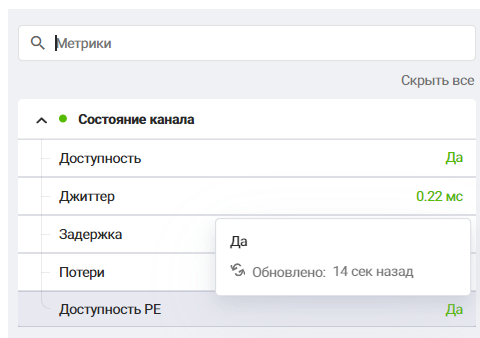 Метрики
Скрыть все
Состояние канала
Доступность Да
Джиттер 0.22 мс
Задержка
Да
Потери
Обновлено: 14 сек назад
Доступность PE Да